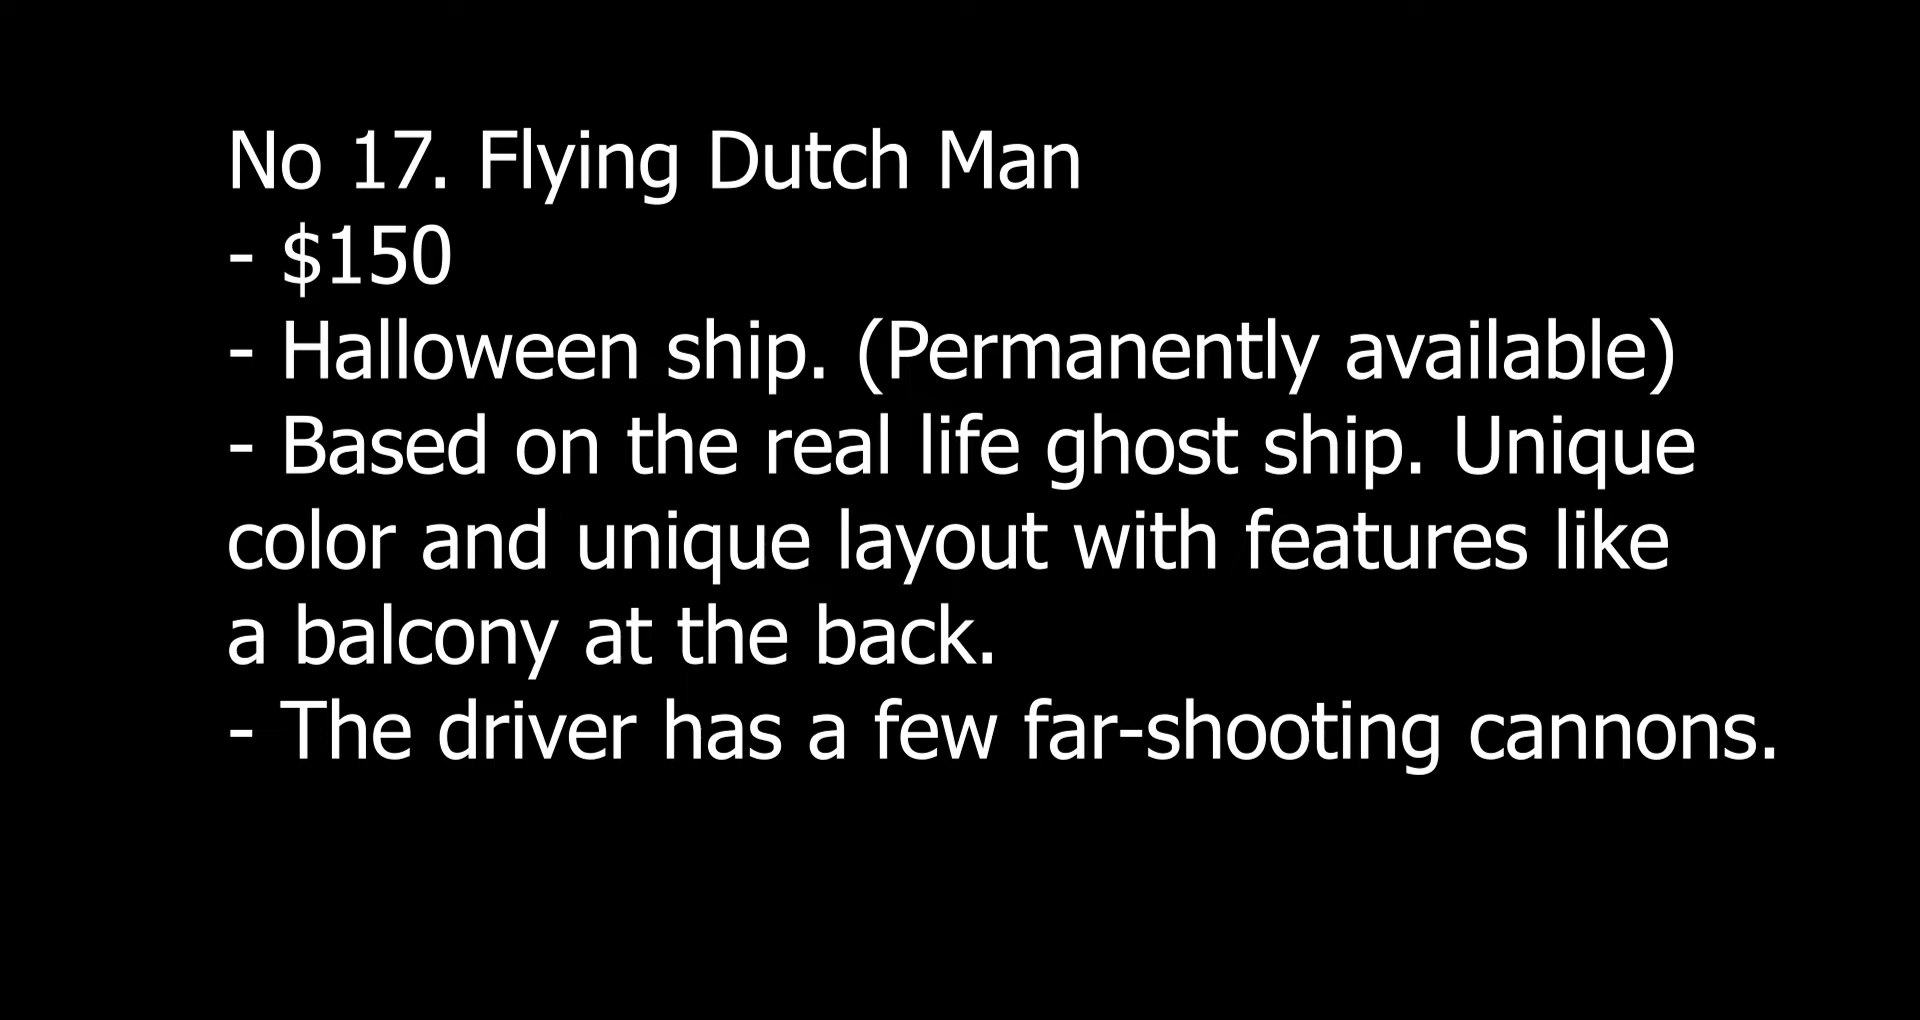 No 17. Flying Dutch Man
- $150
- Halloween ship. (Permanently available)
- Based on the real life ghost ship. Unique
color and unique layout with features like
a balcony at the back.
- The driver has a few far-shooting cannons.